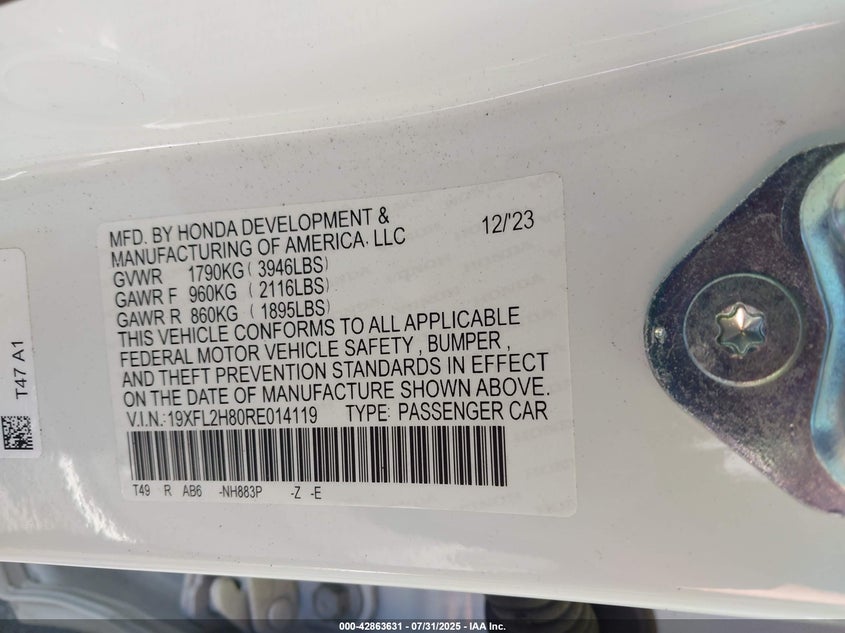 MFD. BY HONDA DEVELOPMENT & 12/'23
MANUFACTURING OF AMERICA. LLC
GVWR 1790KG ( 3946LBS)
GAWR F 960KG ( 2116LBS)
GAWR R 860KG ( 1895LBS)
THIS VEHICLE CONFORMS TO ALL APPLICABLE
FEDERAL MOTOR VEHICLE SAFETY , BUMPER ,
AND THEFT PREVENTION STANDARDS IN EFFECT
ON THE DATE OF MANUFACTURE SHOWN ABOVE.
V.I.N.:19XFL2H80RE014119 TYPE: PASSENGER CAR
T49 R AB6 -NH883P -Z -E
T47 A1
000-42863631 - 07/31/2025 - IAA Inc.